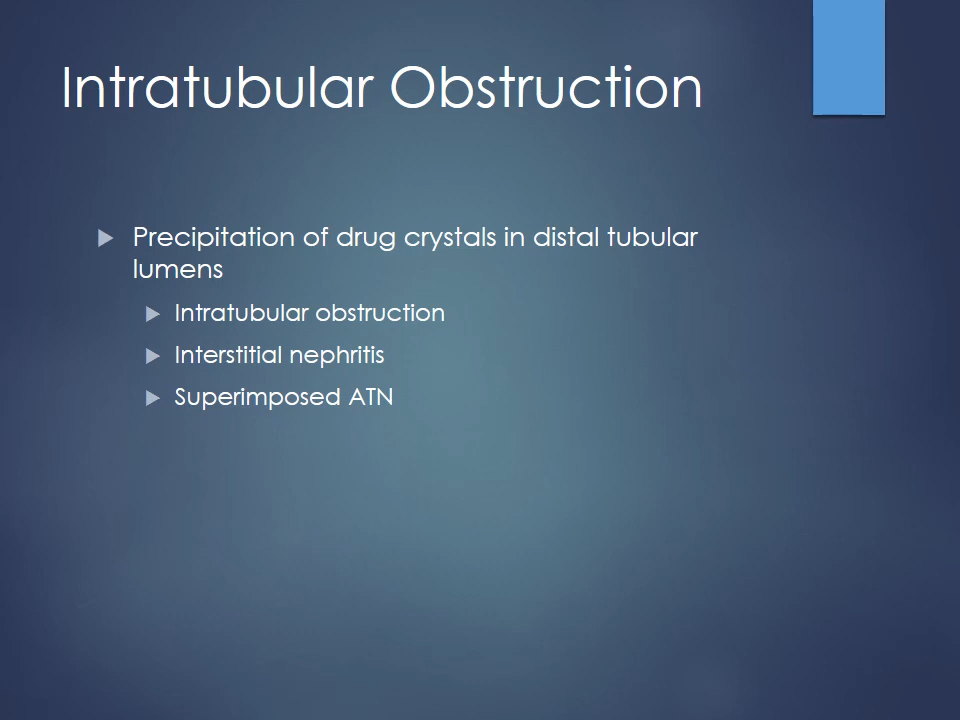 Intratubular Obstruction
Precipitation of drug crystals in distal tubular
lumens
Intratubular obstruction
Interstitial nephritis
Superimposed ATN